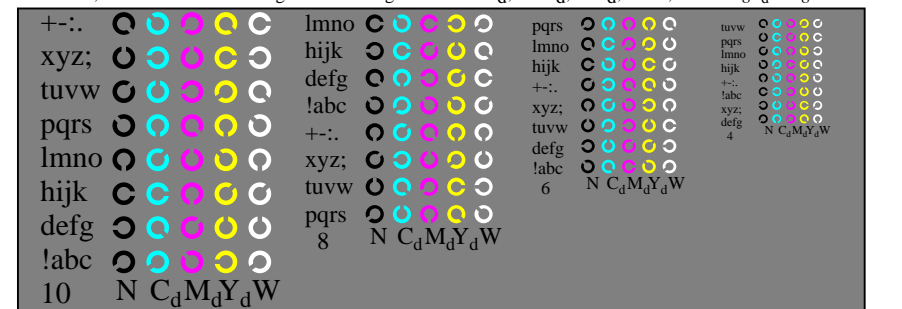 +-:.
xyz;
tuvw
pqrs
lmno
hijk
defg
!abc
10 N CdMdYdW
lmno
hijk
defg
!abc
+-:.
xyz;
tuvw
pqrs
8 N CdMdYdW
pqrs
lmno
hijk
+-:.
xyz;
tuvw
defg
!abc
6 N CdMdYdW
tuvw
pqrs
lmno
hijk
+-:.
!abc
xyz;
defg
4 N CdMdYdW